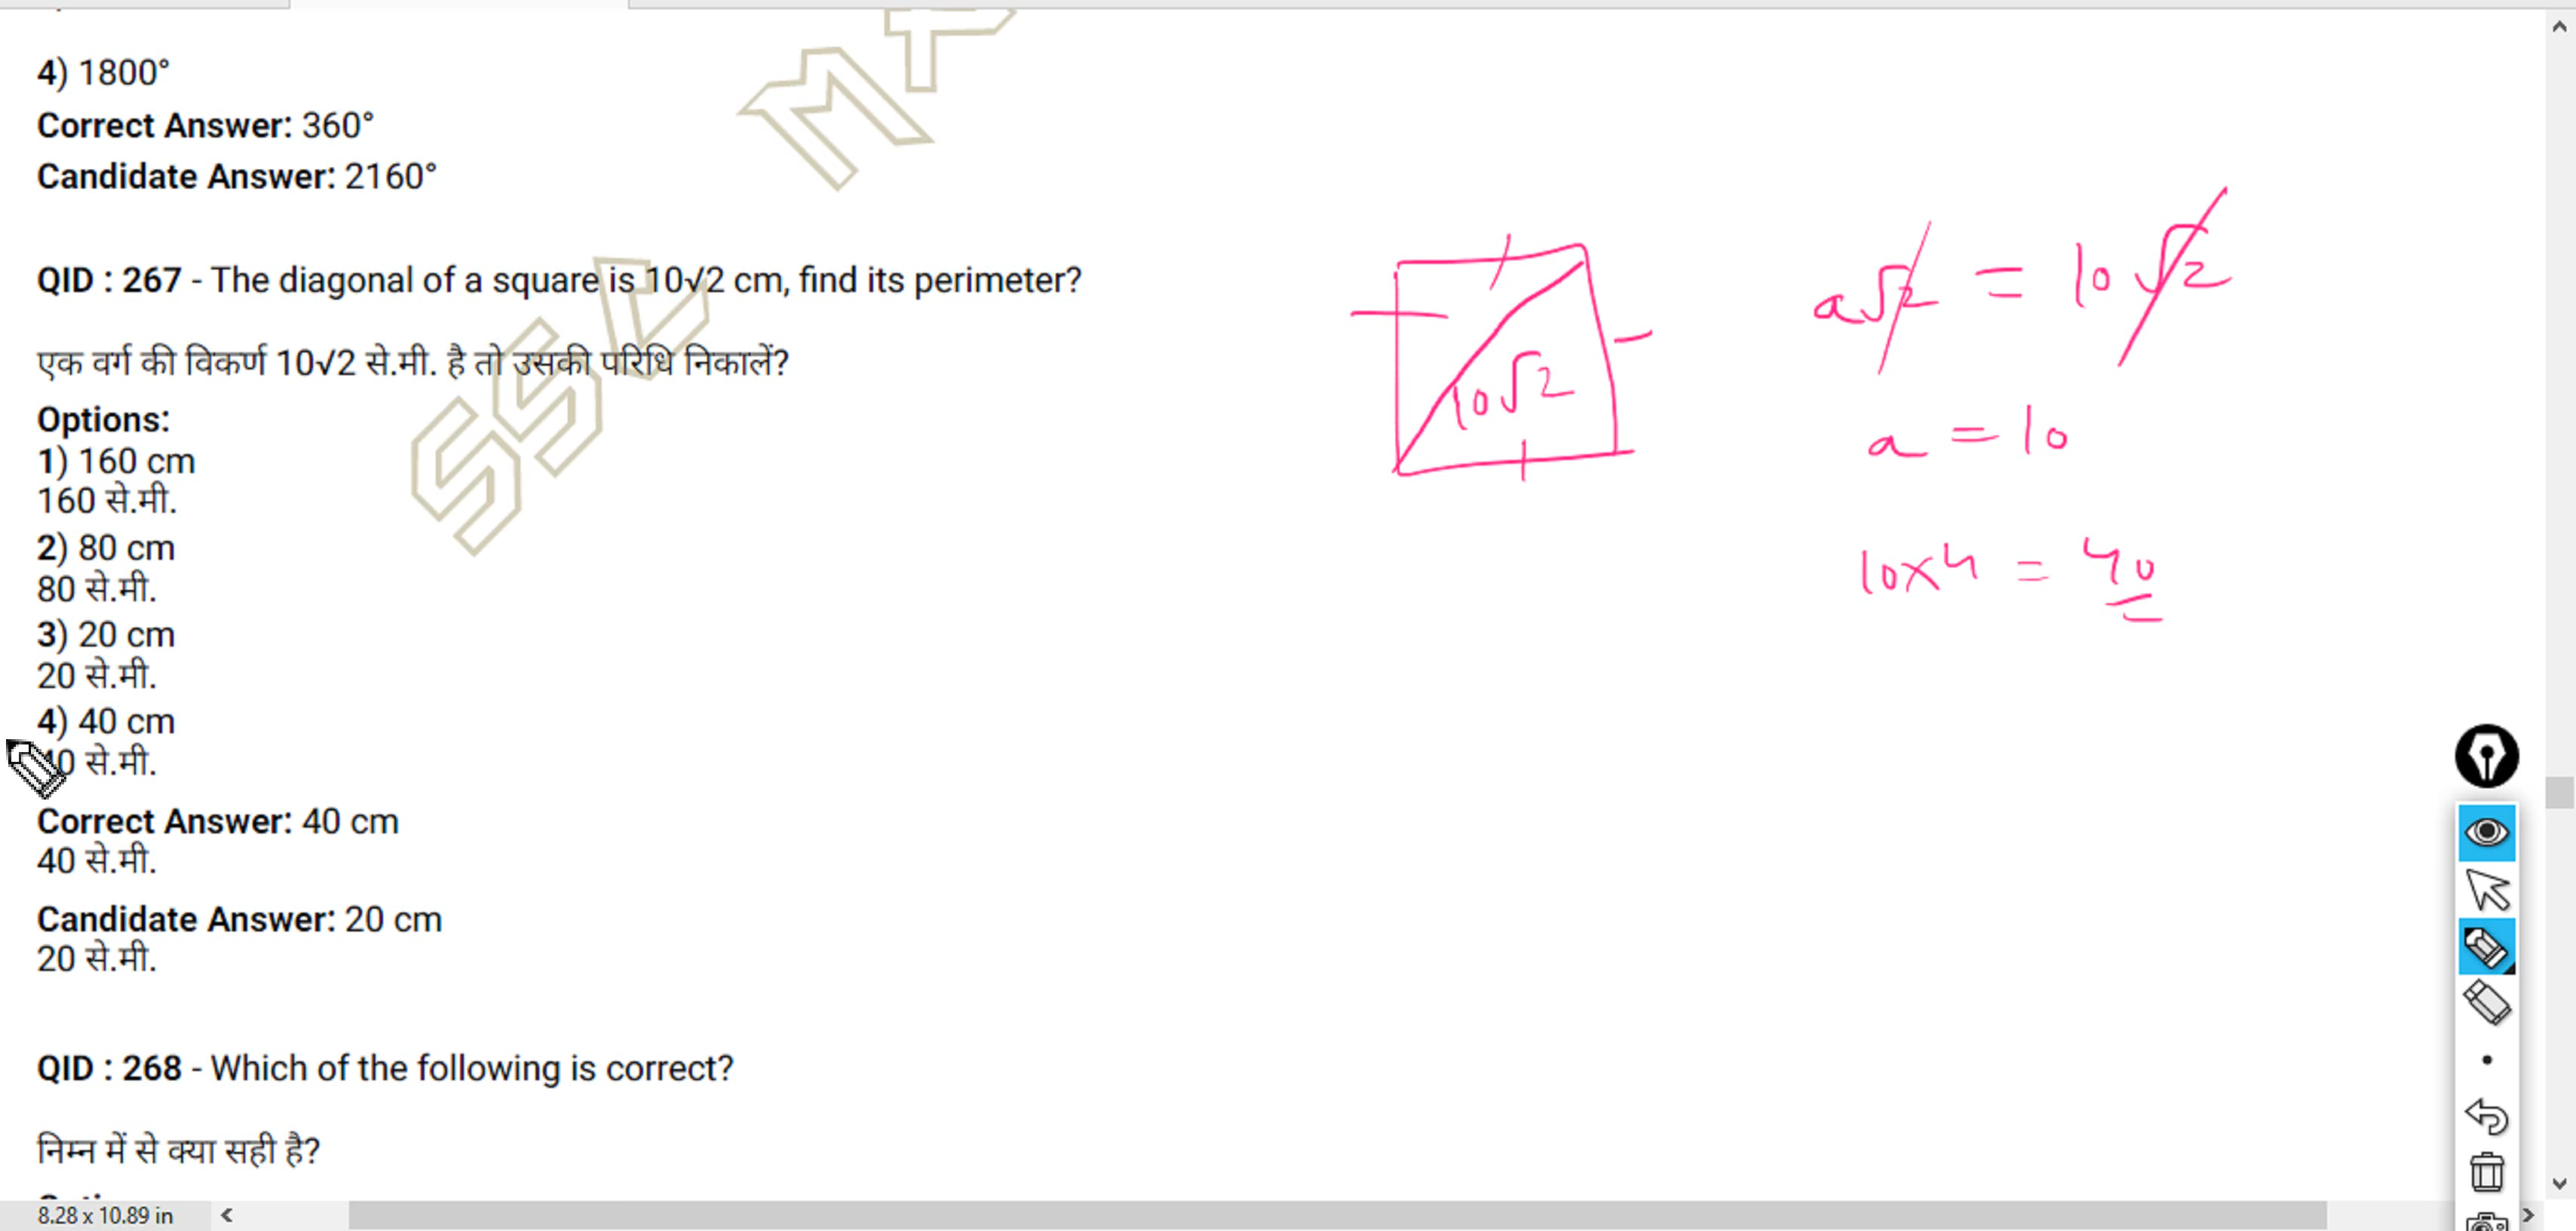 4) 1800°
Correct Answer: 360°
Candidate Answer: 2160°
QID : 267 - The diagonal of a square is 10√2 cm, find its perimeter?
एक वर्ग की विकर्ण 10√2 से.मी. है तो उसकी परिधि निकालें?
Options:
1) 160 cm
160 से.मी.
2) 80 cm
80 से.मी.
3) 20 cm
20 से.मी.
4) 40 cm
40 से.मी.
Correct Answer: 40 cm
40 से.मी.
Candidate Answer: 20 cm
20 से.मी.
QID : 268 - Which of the following is correct?
निम्न में से क्या सही है?
10√2
a√2 = 10√2
a = 10
10x4 = 40
SSC
8.28 x 10.89 in